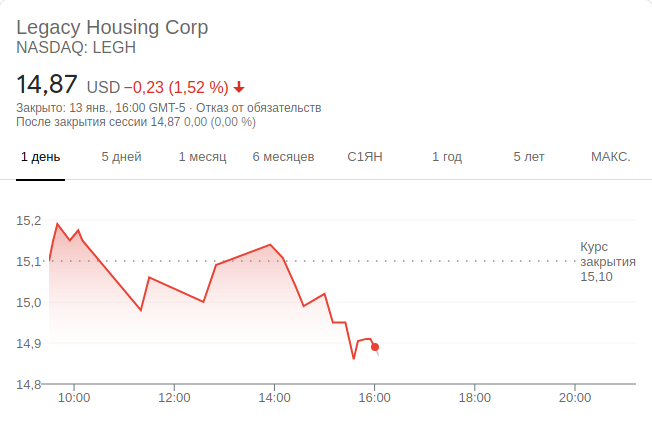 Legacy Housing Corp
NASDAQ: LEGH
14,87 USD −0,23 (1,52 %)
Закрыто: 13 янв., 16:00 GMT-5 · Отказ от обязательств
После закрытия сессии 14,87 0,00 (0,00 %)
1 день 5 дней 1 месяц 6 месяцев С1ЯН 1 год 5 лет МАКС.
15,2
15,1
15,0
14,9
14,8
Курс
закрытия
15,10
10:00 12:00 14:00 16:00 18:00 20:00